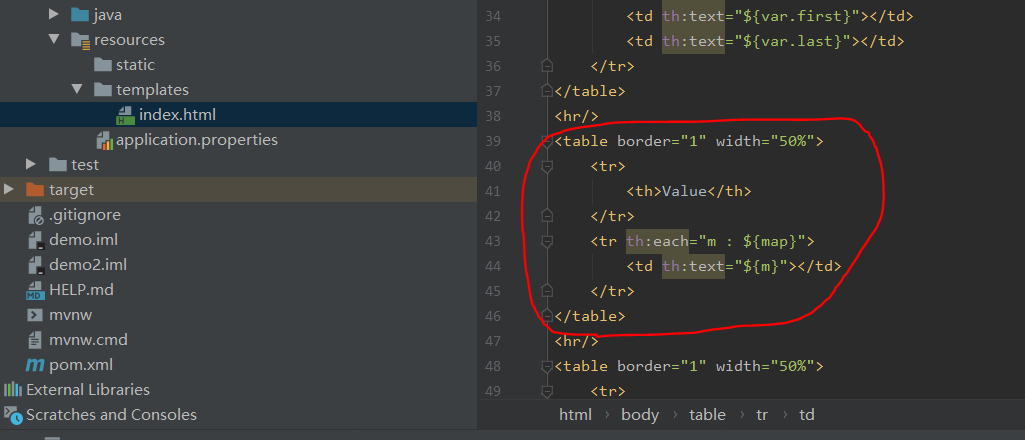 java
resources
static
templates
index.html
application.properties
test
target
.gitignore
demo.iml
demo2.iml
HELP.md
mvnw
mvnw.cmd
pom.xml
External Libraries
Scratches and Consoles
34 <td th:text="${var.first}"></td>
35 <td th:text="${var.last}"></td>
36 </tr>
37 </table>
38 <hr/>
39 <table border="1" width="50%">
40 <tr>
41 <th>Value</th>
42 </tr>
43 <tr th:each="m : ${map}">
44 <td th:text="${m}"></td>
45 </tr>
46 </table>
47 <hr/>
48 <table border="1" width="50%">
49 <tr>
html › body › table › tr › td